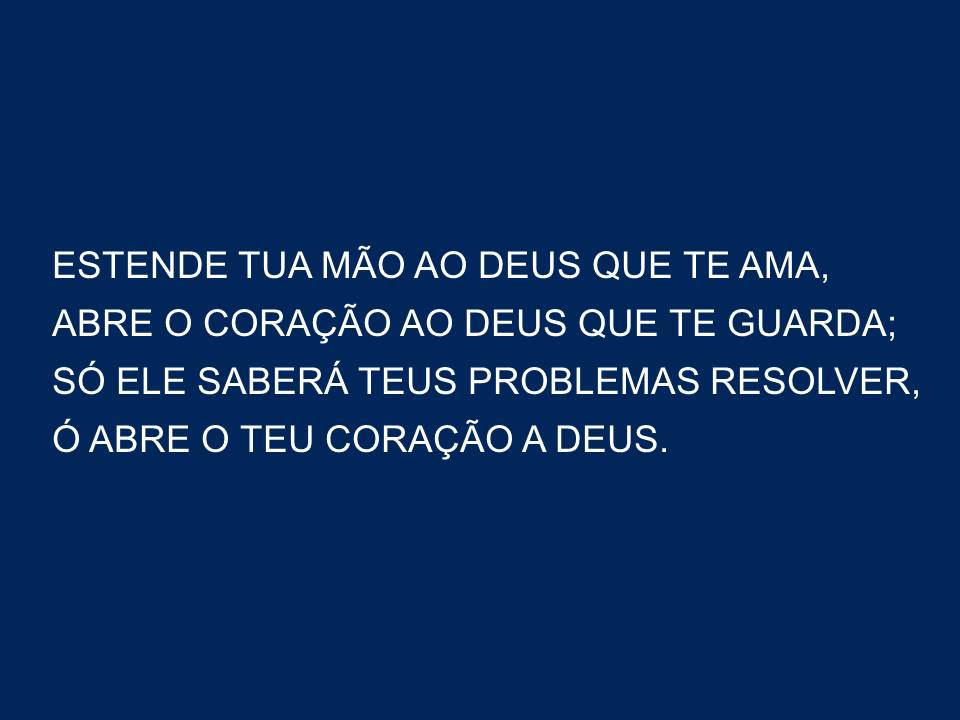 ESTENDE TUA MÃO AO DEUS QUE TE AMA,
ABRE O CORAÇÃO AO DEUS QUE TE GUARDA;
SÓ ELE SABERÁ TEUS PROBLEMAS RESOLVER,
Ó ABRE O TEU CORAÇÃO A DEUS.